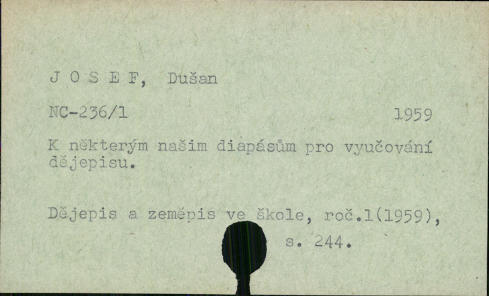 J O S E F, Dušan
NC-236/1 1959
K některým našim diapásům pro vyučování
dějepisu.
Dějepis a zeměpis ve škole, roč.1(1959),
s. 244.